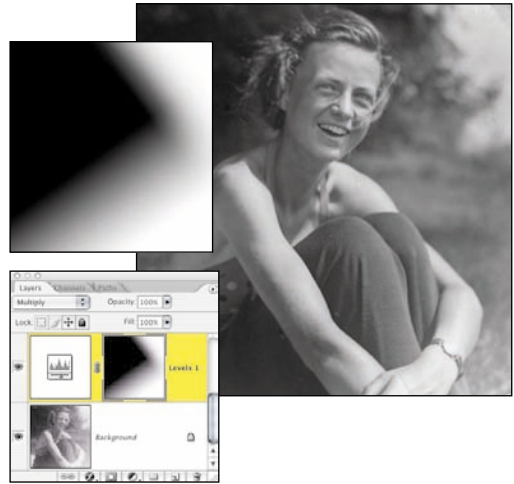 Layers Channels Paths
Multiply Opacity: 100%
Lock: Fill: 100%
Levels 1
Background